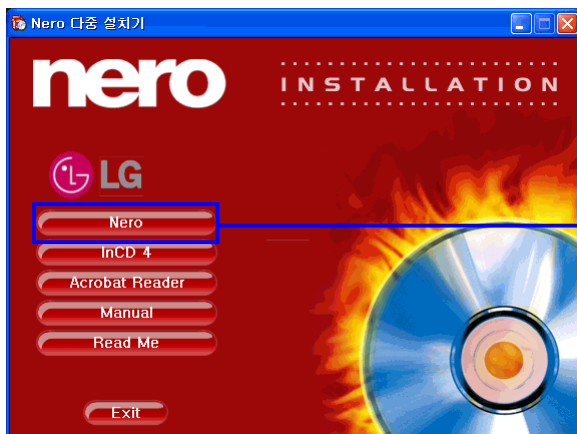 Nero 다중 설치기
nero
INSTALLATION
LG
Nero
InCD 4
Acrobat Reader
Manual
Read Me
Exit